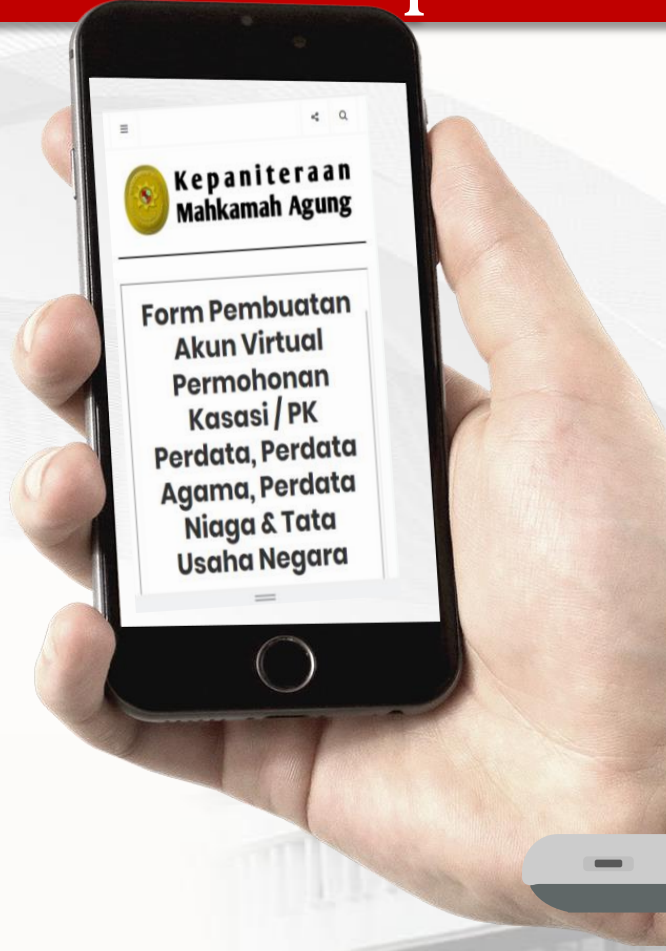 Kepaniteraan
Mahkamah Agung
Form Pembuatan
Akun Virtual
Permohonan
Kasasi / PK
Perdata, Perdata
Agama, Perdata
Niaga & Tata
Usaha Negara